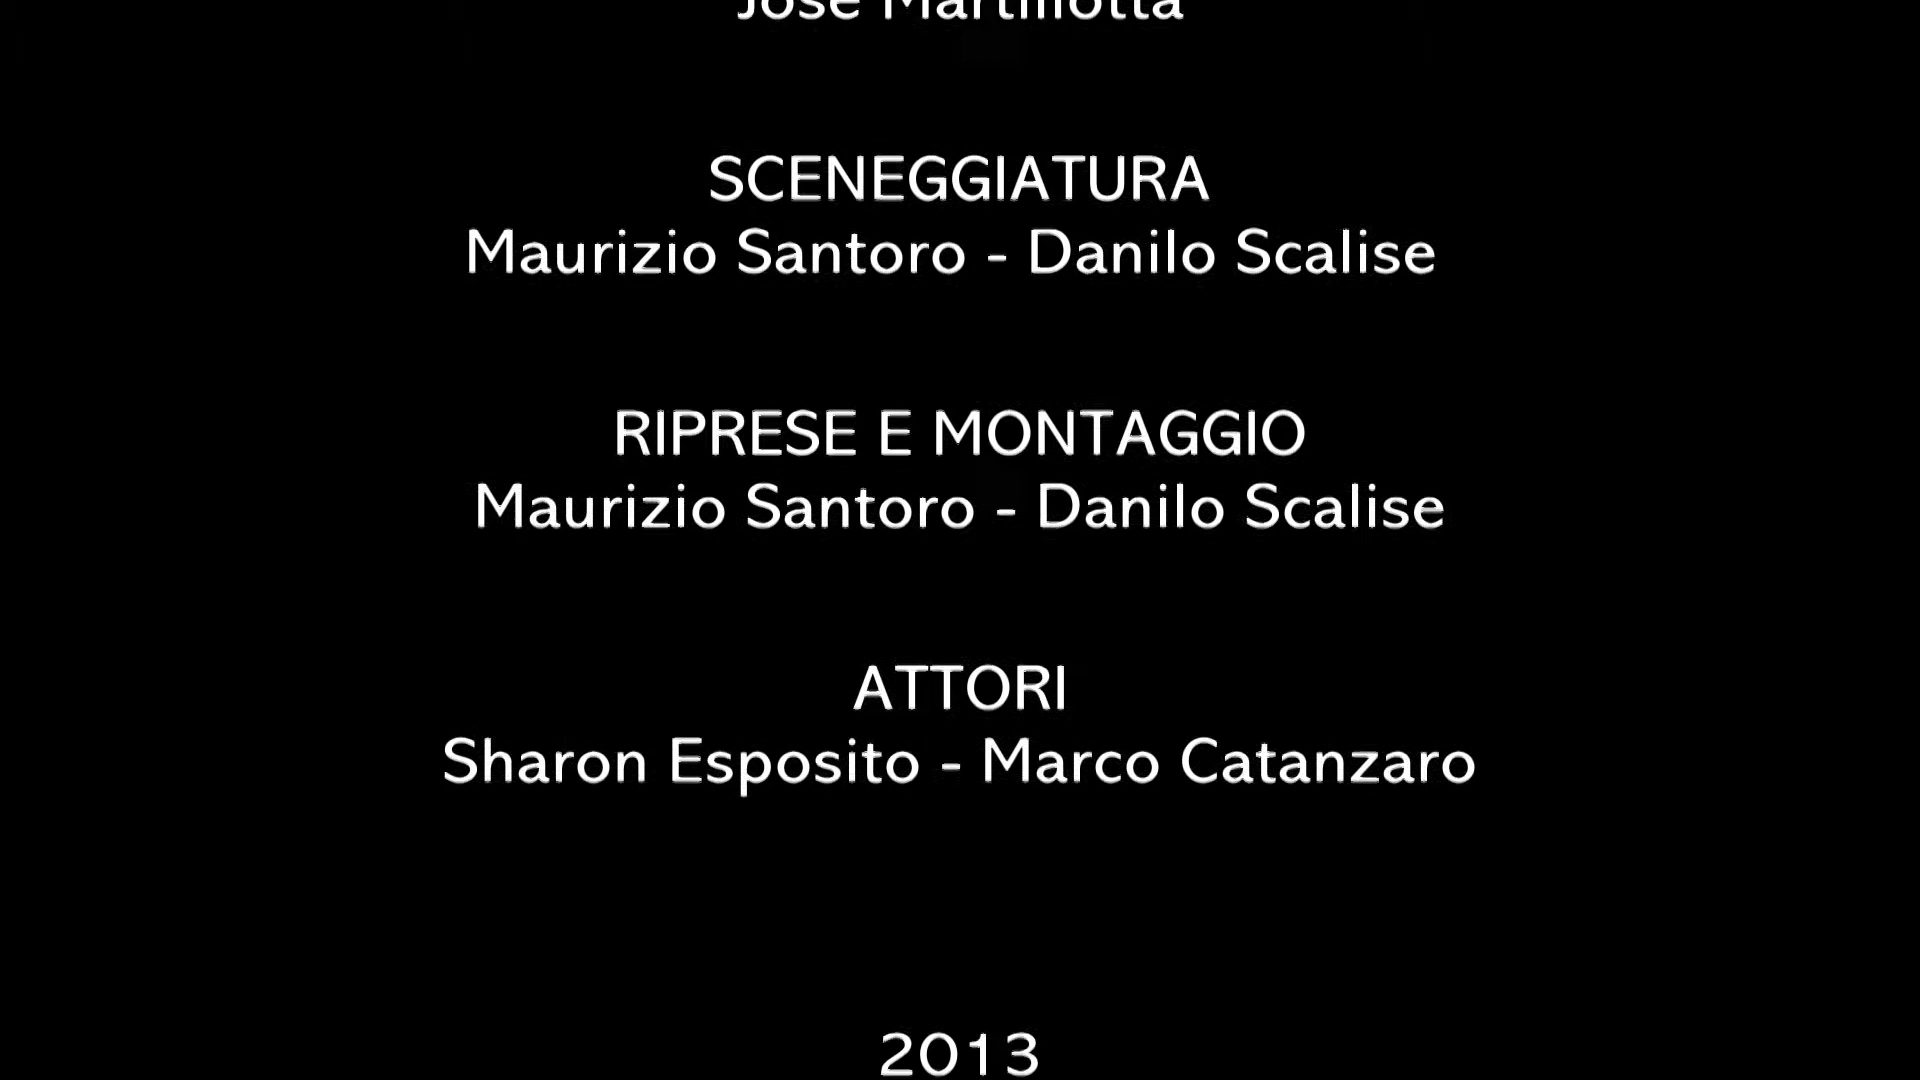 SCENEGGIATURA
Maurizio Santoro - Danilo Scalise
RIPRESE E MONTAGGIO
Maurizio Santoro - Danilo Scalise
ATTORI
Sharon Esposito - Marco Catanzaro
2013